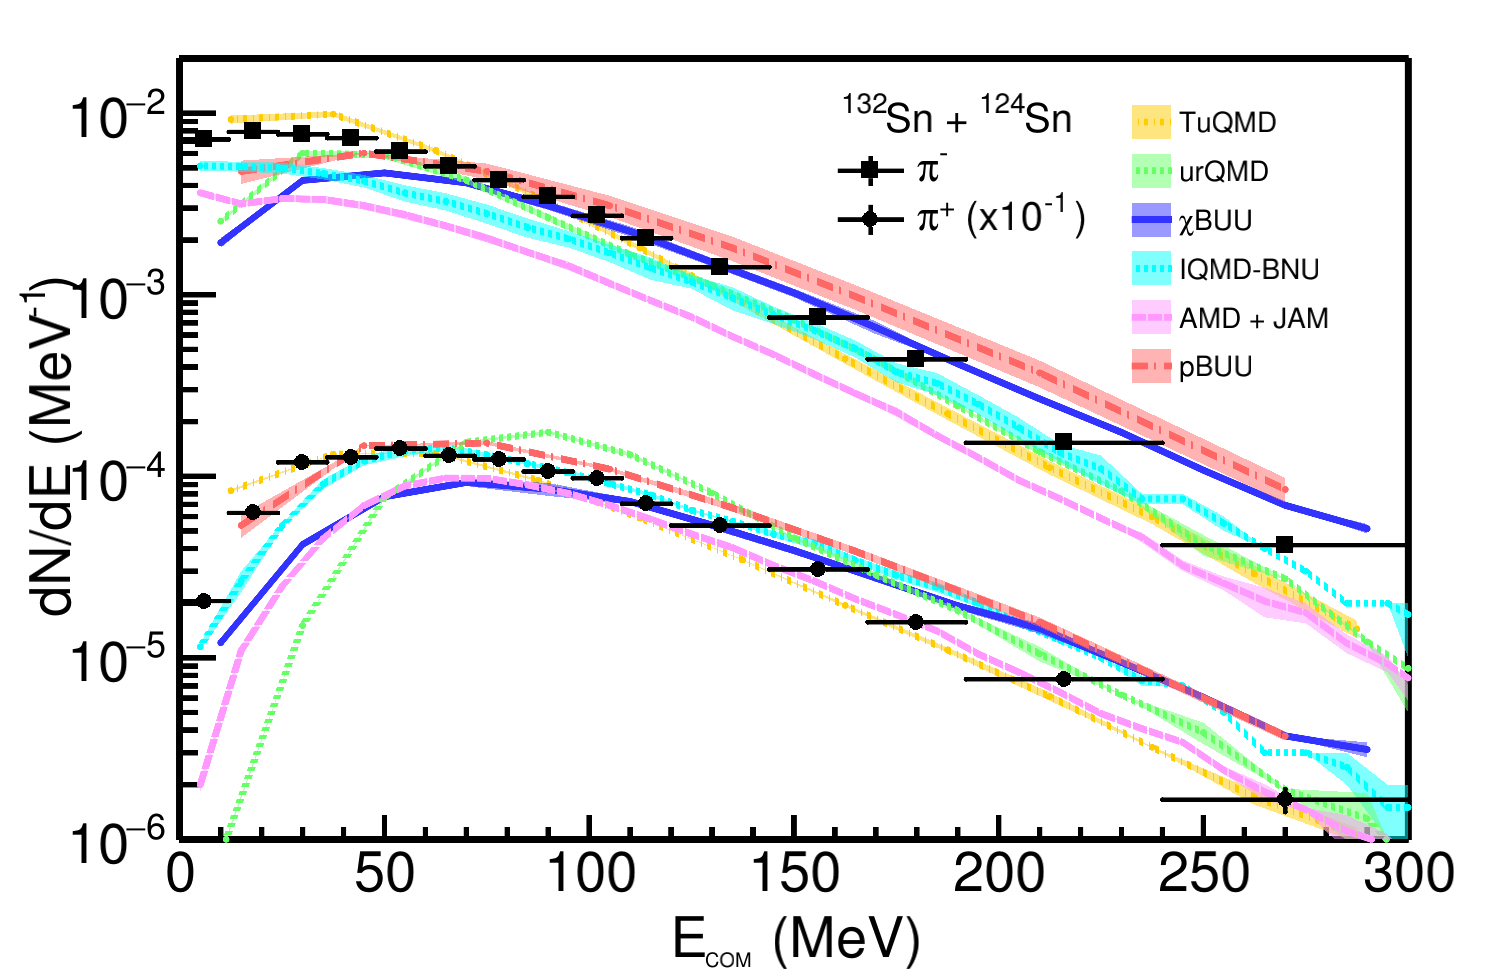 10⁻²
10⁻³
10⁻⁴
10⁻⁵
10⁻⁶
dN/dE (MeV⁻¹)
¹³²Sn + ¹²⁴Sn
π⁻
π⁺ (x10⁻¹)
TuQMD
urQMD
χBUU
IQMD-BNU
AMD + JAM
pBUU
0 50 100 150 200 250 300
E_COM (MeV)